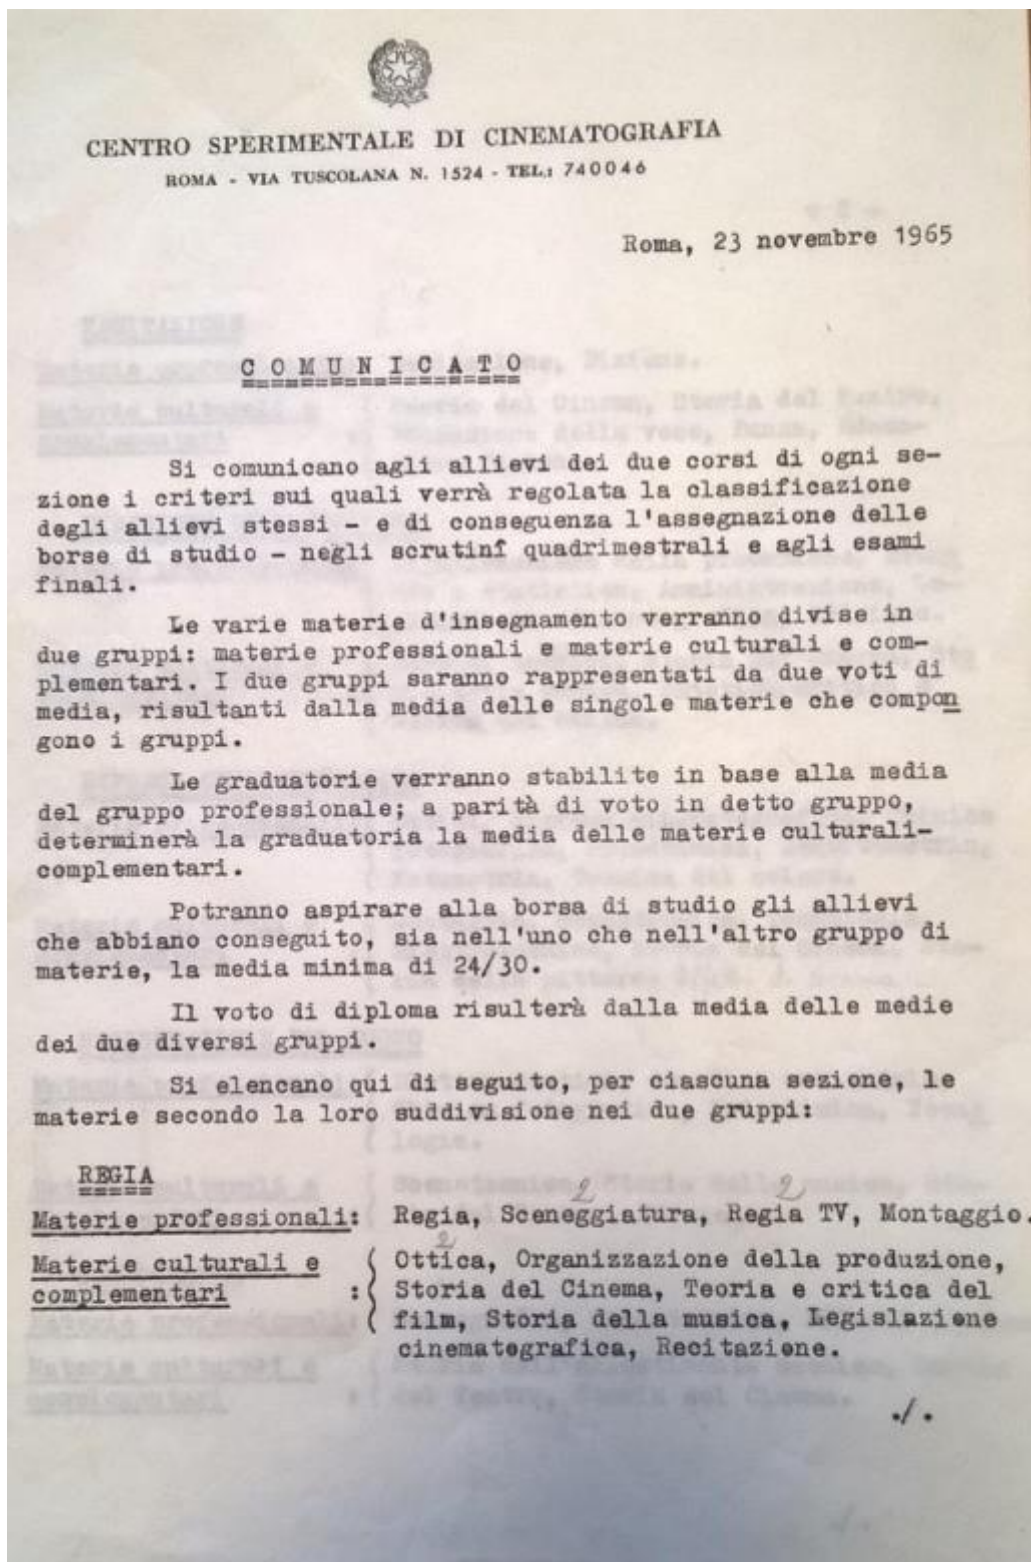 CENTRO SPERIMENTALE DI CINEMATOGRAFIA
ROMA - VIA TUSCOLANA N. 1524 - TEL.: 740046
Roma, 23 novembre 1965
COMUNICATO
Si comunicano agli allievi dei due corsi di ogni se-
zione i criteri sui quali verrà regolata la classificazione
degli allievi stessi - e di conseguenza l'assegnazione delle
borse di studio - negli scrutinî quadrimestrali e agli esami
finali.
Le varie materie d'insegnamento verranno divise in
due gruppi: materie professionali e materie culturali e com-
plementari. I due gruppi saranno rappresentati da due voti di
media, risultanti dalla media delle singole materie che compon
gono i gruppi.
Le graduatorie verranno stabilite in base alla media
del gruppo professionale; a parità di voto in detto gruppo,
determinerà la graduatoria la media delle materie culturali-
complementari.
Potranno aspirare alla borsa di studio gli allievi
che abbiano conseguito, sia nell'uno che nell'altro gruppo di
materie, la media minima di 24/30.
Il voto di diploma risulterà dalla media delle medie
dei due diversi gruppi.
Si elencano qui di seguito, per ciascuna sezione, le
materie secondo la loro suddivisione nei due gruppi:
REGIA
2 2
Materie professionali: Regia, Sceneggiatura, Regia TV, Montaggio.
2
Materie culturali e { Ottica, Organizzazione della produzione,
complementari :{ Storia del Cinema, Teoria e critica del
( film, Storia della musica, Legislazione
cinematografica, Recitazione.
./.